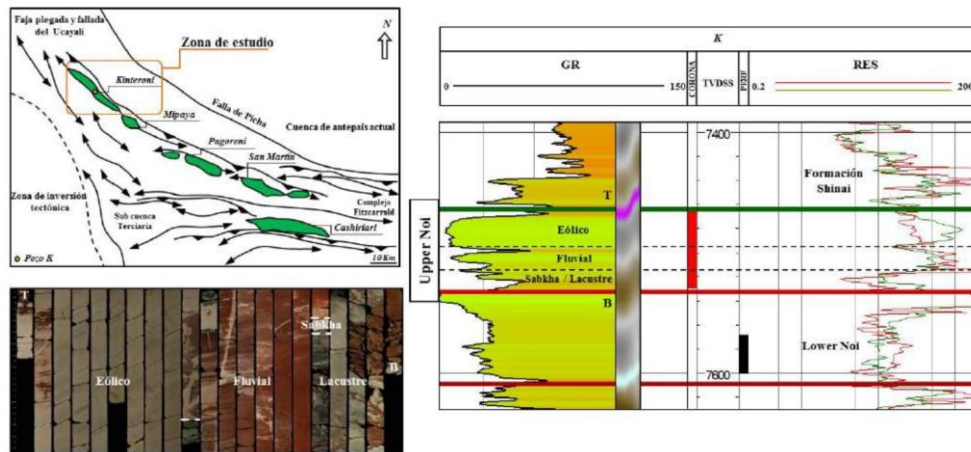 Faja plegada y fallada
del Ucayali
Zona de estudio
N
Kinteroni
Mipaya
Falla de Picha
Cuenca de antepaís actual
Pagoreni
San Martin
Zona de inversión
tectónica
Sub cuenca
Terciaria
Complejo
Fitzcarrald
Cashiriari
Pozo K
10 Km
T
Sabkha
Eólico
Fluvial
Lacustre
B
K
GR
0
150
CORONA
TVDSS
PERF
0.2
RES
200
7400
Formación
Shinai
T
Upper Noi
Eólico
Fluvial
Sabkha / Lacustre
B
Lower Noi
7600